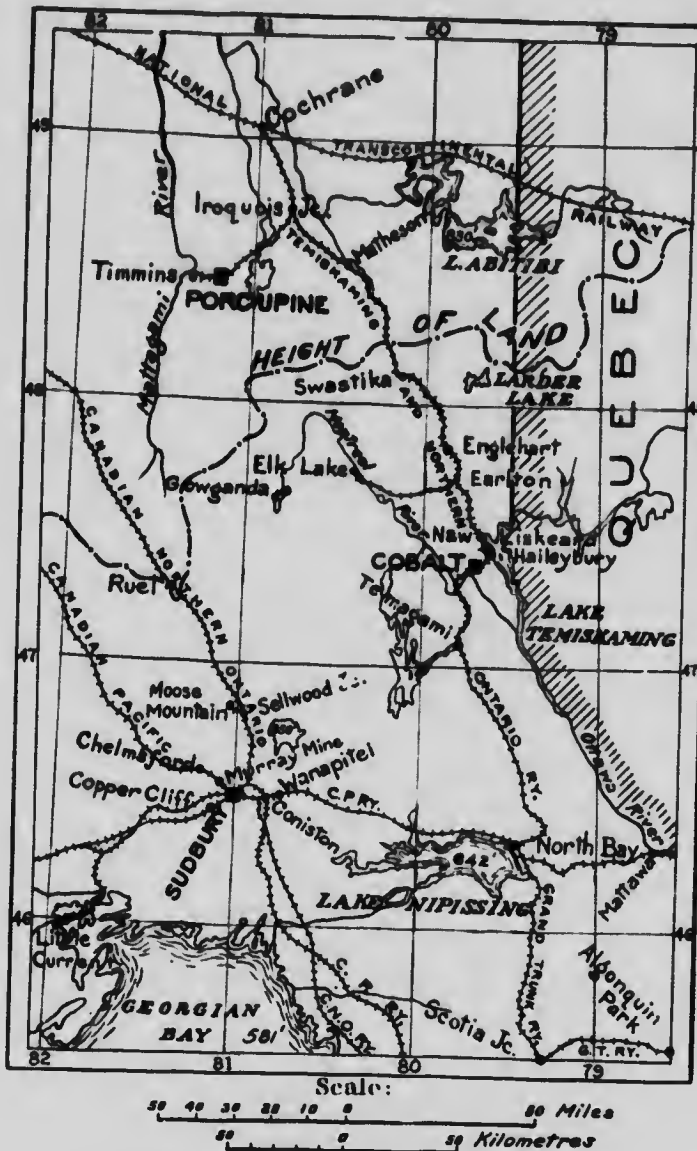 82
81
80
79
NATIONAL
Cochrane
49
TRANSCONTINENTAL
RAILWAY
River
Iroquois Jc.
Matheson
TEMISKAMING
L. ABITIBI
Timmins
PORCUPINE
Mattagami
HEIGHT OF LAND
QUEBEC
Swastika
LARDER
LAKE
48
48
AND NORTHERN
CANADIAN NORTHERN ONTARIO
Montreal
River
Englehart
Earlton
Elk Lake
Gowganda
New Liskeard
Haileybury
COBALT
Ruel
CANADIAN PACIFIC
Temagami
LAKE
TEMISKAMING
47
47
ONTARIO RY.
Moose
Mountain
Sellwood Jc.
Chelmsford
Murray Mine
Copper Cliff
Wanapitei
Coniston
C.P.RY.
SUDBURY
Ottawa River
642
North Bay
Mattawa
LAKE NIPISSING
46
46
Little
Current
GRAND TRUNK RY.
Algonquin
Park
C.P.RY.
C.N.O.RY.
Scotia Jc.
G.T.RY.
GEORGIAN
BAY 581'
82
81
80
79
Scale:
50 40 30 20 10 0 50 Miles
50 0 50 Kilometres